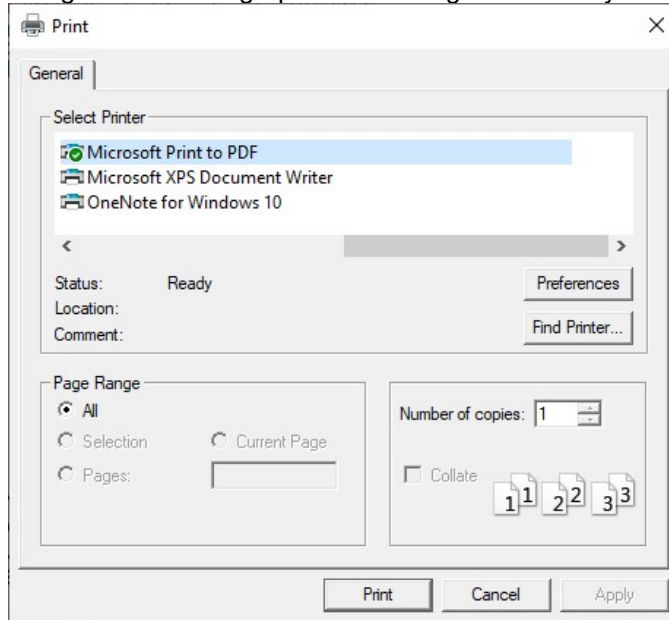 Print
General
Select Printer
Microsoft Print to PDF
Microsoft XPS Document Writer
OneNote for Windows 10
Status: Ready
Preferences
Location:
Comment:
Find Printer...
Page Range
All
Selection
Current Page
Pages:
Number of copies: 1
Collate
1 1 2 2 3 3
Print Cancel Apply